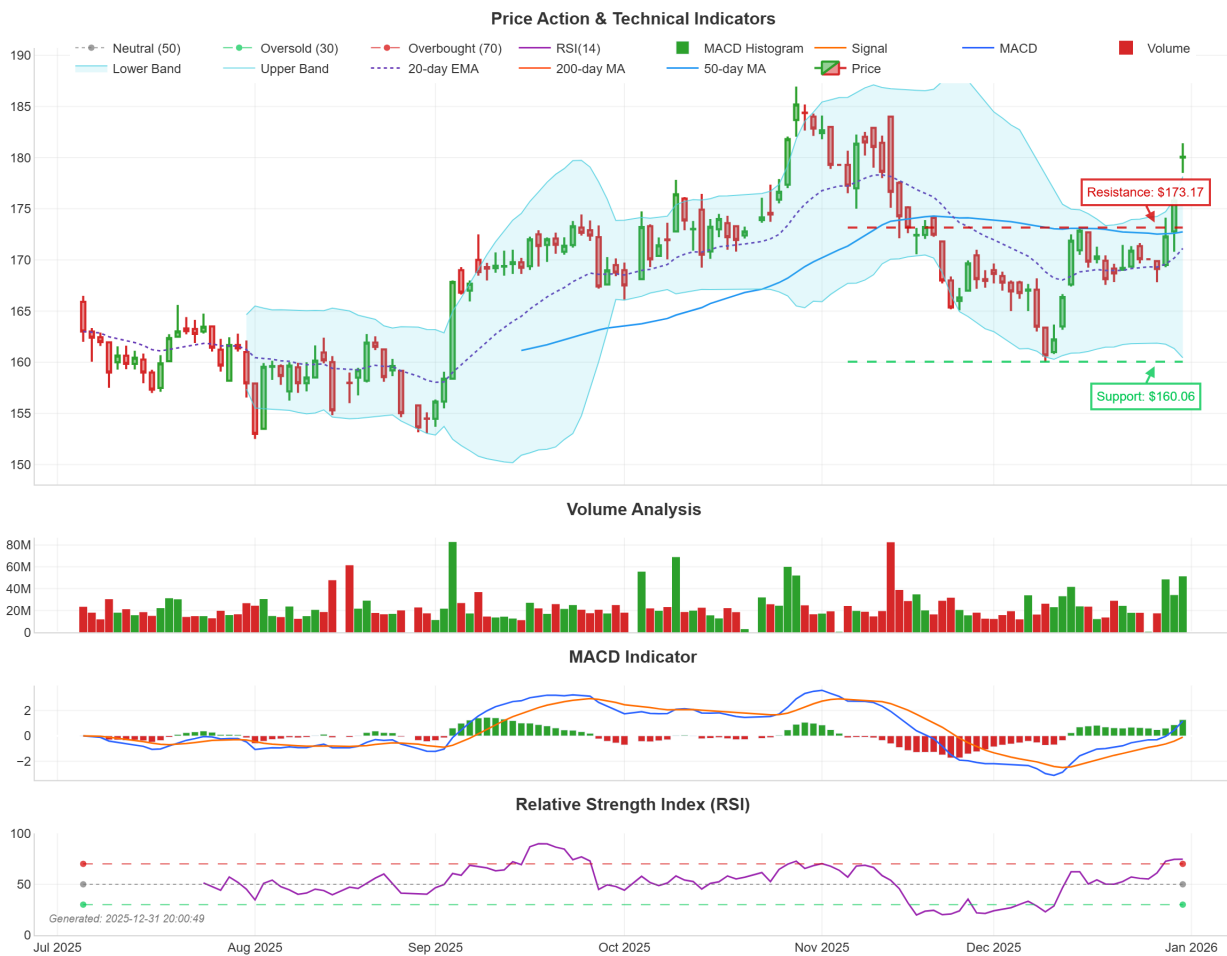 Price Action & Technical Indicators
Neutral (50) Oversold (30) Overbought (70) RSI(14) MACD Histogram Signal MACD Volume
Lower Band Upper Band 20-day EMA 200-day MA 50-day MA Price
190
185
180
175
170
165
160
155
150
Resistance: $173.17
Support: $160.06
Volume Analysis
80M
60M
40M
20M
0
MACD Indicator
2
0
−2
Relative Strength Index (RSI)
100
50
0
Generated: 2025-12-31 20:00:49
Jul 2025 Aug 2025 Sep 2025 Oct 2025 Nov 2025 Dec 2025 Jan 2026